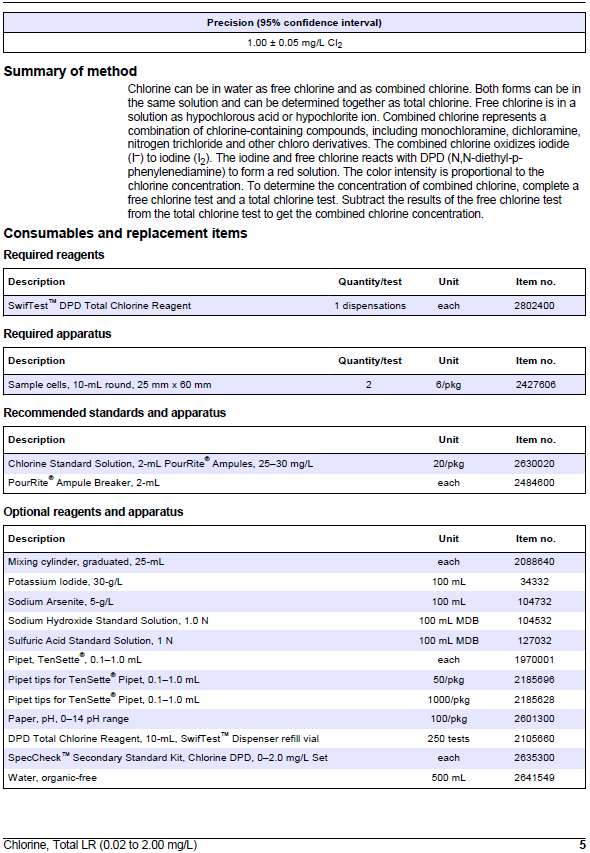 Precision (95% confidence interval)
1.00 ± 0.05 mg/L Cl2
Summary of method
Chlorine can be in water as free chlorine and as combined chlorine. Both forms can be in
the same solution and can be determined together as total chlorine. Free chlorine is in a
solution as hypochlorous acid or hypochlorite ion. Combined chlorine represents a
combination of chlorine-containing compounds, including monochloramine, dichloramine,
nitrogen trichloride and other chloro derivatives. The combined chlorine oxidizes iodide
(I–) to iodine (I2). The iodine and free chlorine reacts with DPD (N,N-diethyl-p-
phenylenediamine) to form a red solution. The color intensity is proportional to the
chlorine concentration. To determine the concentration of combined chlorine, complete a
free chlorine test and a total chlorine test. Subtract the results of the free chlorine test
from the total chlorine test to get the combined chlorine concentration.
Consumables and replacement items
Required reagents
Description Quantity/test Unit Item no.
SwifTest™ DPD Total Chlorine Reagent 1 dispensations each 2802400
Required apparatus
Description Quantity/test Unit Item no.
Sample cells, 10-mL round, 25 mm x 60 mm 2 6/pkg 2427606
Recommended standards and apparatus
Description Unit Item no.
Chlorine Standard Solution, 2-mL PourRite® Ampules, 25–30 mg/L 20/pkg 2630020
PourRite® Ampule Breaker, 2-mL each 2484600
Optional reagents and apparatus
Description Unit Item no.
Mixing cylinder, graduated, 25-mL each 2088640
Potassium Iodide, 30-g/L 100 mL 34332
Sodium Arsenite, 5-g/L 100 mL 104732
Sodium Hydroxide Standard Solution, 1.0 N 100 mL MDB 104532
Sulfuric Acid Standard Solution, 1 N 100 mL MDB 127032
Pipet, TenSette®, 0.1–1.0 mL each 1970001
Pipet tips for TenSette® Pipet, 0.1–1.0 mL 50/pkg 2185696
Pipet tips for TenSette® Pipet, 0.1–1.0 mL 1000/pkg 2185628
Paper, pH, 0–14 pH range 100/pkg 2601300
DPD Total Chlorine Reagent, 10-mL, SwifTest™ Dispenser refill vial 250 tests 2105660
SpecCheck™ Secondary Standard Kit, Chlorine DPD, 0–2.0 mg/L Set each 2635300
Water, organic-free 500 mL 2641549
Chlorine, Total LR (0.02 to 2.00 mg/L) 5